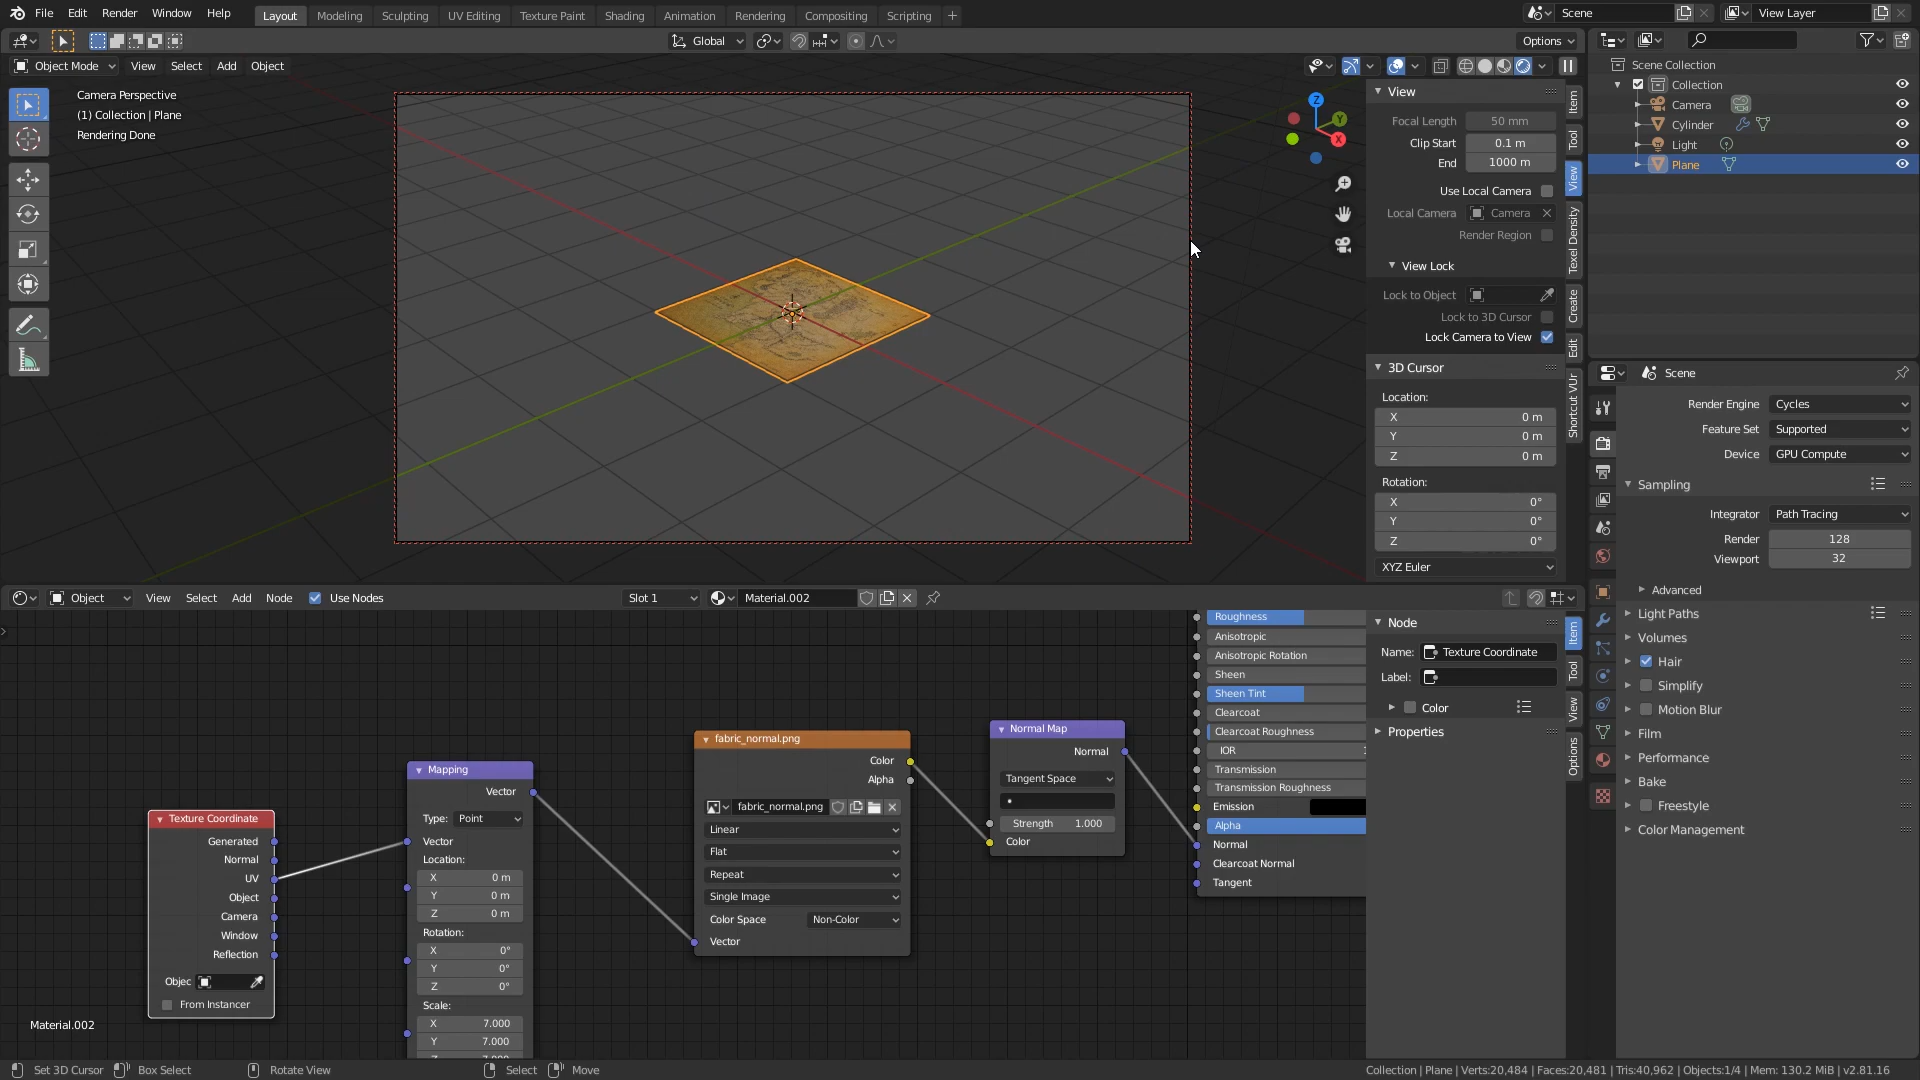 File Edit Render Window Help Layout Modeling Sculpting UV Editing Texture Paint Shading Animation Rendering Compositing Scripting + Scene View Layer
Global Options
Object Mode View Select Add Object
Camera Perspective
(1) Collection | Plane
Rendering Done
Z
Y
X
View
Focal Length 50 mm
Clip Start 0.1 m
End 1000 m
Use Local Camera
Local Camera Camera
Render Region
View Lock
Lock to Object
Lock to 3D Cursor
Lock Camera to View
3D Cursor
Location:
X 0 m
Y 0 m
Z 0 m
Rotation:
X 0°
Y 0°
Z 0°
XYZ Euler
Item
Tool
View
Texel Density
Create
Edit
Shortcut VUr
Scene Collection
Collection
Camera
Cylinder
Light
Plane
Scene
Render Engine Cycles
Feature Set Supported
Device GPU Compute
Sampling
Integrator Path Tracing
Render 128
Viewport 32
Advanced
Light Paths
Volumes
Hair
Simplify
Motion Blur
Film
Performance
Bake
Freestyle
Color Management
Object View Select Add Node Use Nodes Slot 1 Material.002
Texture Coordinate
Generated
Normal
UV
Object
Camera
Window
Reflection
Objec
From Instancer
Material.002
Mapping
Vector
Type: Point
Vector
Location:
X 0 m
Y 0 m
Z 0 m
Rotation:
X 0°
Y 0°
Z 0°
Scale:
X 7.000
Y 7.000
fabric_normal.png
Color
Alpha
fabric_normal.png
Linear
Flat
Repeat
Single Image
Color Space Non-Color
Vector
Normal Map
Normal
Tangent Space
Strength 1.000
Color
Roughness
Anisotropic
Anisotropic Rotation
Sheen
Sheen Tint
Clearcoat
Clearcoat Roughness
IOR 1
Transmission
Transmission Roughness
Emission
Alpha
Normal
Clearcoat Normal
Tangent
Node
Name: Texture Coordinate
Label:
Color
Properties
Item
Tool
View
Options
Set 3D Cursor Box Select Rotate View Select Move Collection | Plane | Verts:20,484 | Faces:20,481 | Tris:40,962 | Objects:1/4 | Mem: 130.2 MiB | v2.81.16